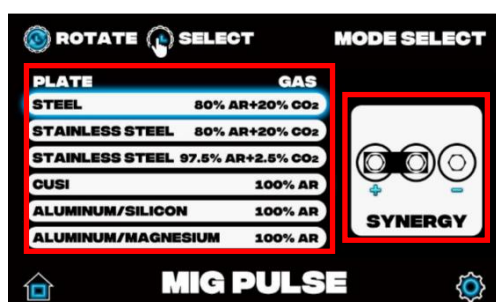 ROTATE SELECT MODE SELECT
PLATE GAS
STEEL 80% AR+20% CO₂
STAINLESS STEEL 80% AR+20% CO₂
STAINLESS STEEL 97.5% AR+2.5% CO₂
CUSI 100% AR
ALUMINUM/SILICON 100% AR
ALUMINUM/MAGNESIUM 100% AR
+ −
SYNERGY
MIG PULSE